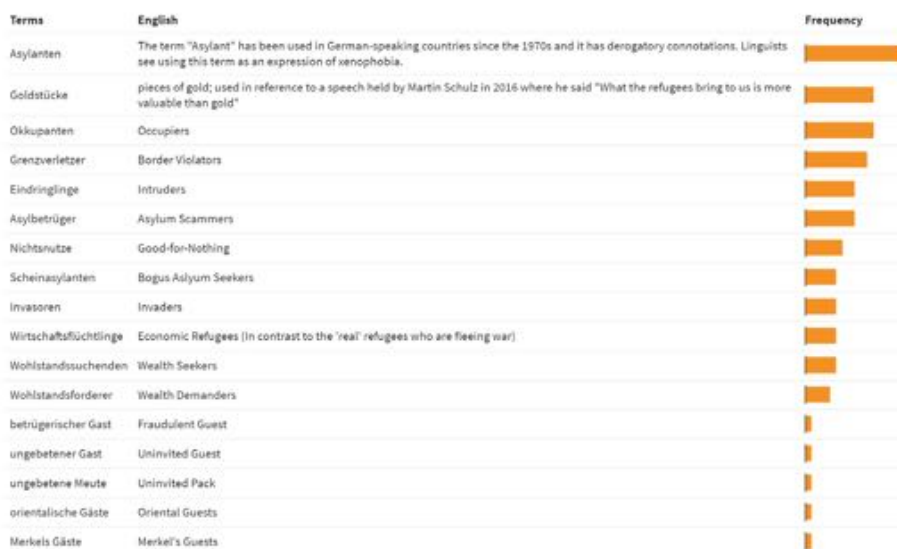 Terms English Frequency
Asylanten The term "Asylant" has been used in German-speaking countries since the 1970s and it has derogatory connotations. Linguists
see using this term as an expression of xenophobia.
Goldstücke pieces of gold; used in reference to a speech held by Martin Schulz in 2016 where he said "What the refugees bring to us is more
valuable than gold"
Okkupanten Occupiers
Grenzverletzer Border Violators
Eindringlinge Intruders
Asylbetrüger Asylum Scammers
Nichtsnutze Good-for-Nothing
Scheinasylanten Bogus Aslyum Seekers
Invasoren Invaders
Wirtschaftsflüchtlinge Economic Refugees (In contrast to the 'real' refugees who are fleeing war)
Wohlstandssuchenden Wealth Seekers
Wohlstandsforderer Wealth Demanders
betrügerischer Gast Fraudulent Guest
ungebetener Gast Uninvited Guest
ungebetene Meute Uninvited Pack
orientalische Gäste Oriental Guests
Merkels Gäste Merkel's Guests